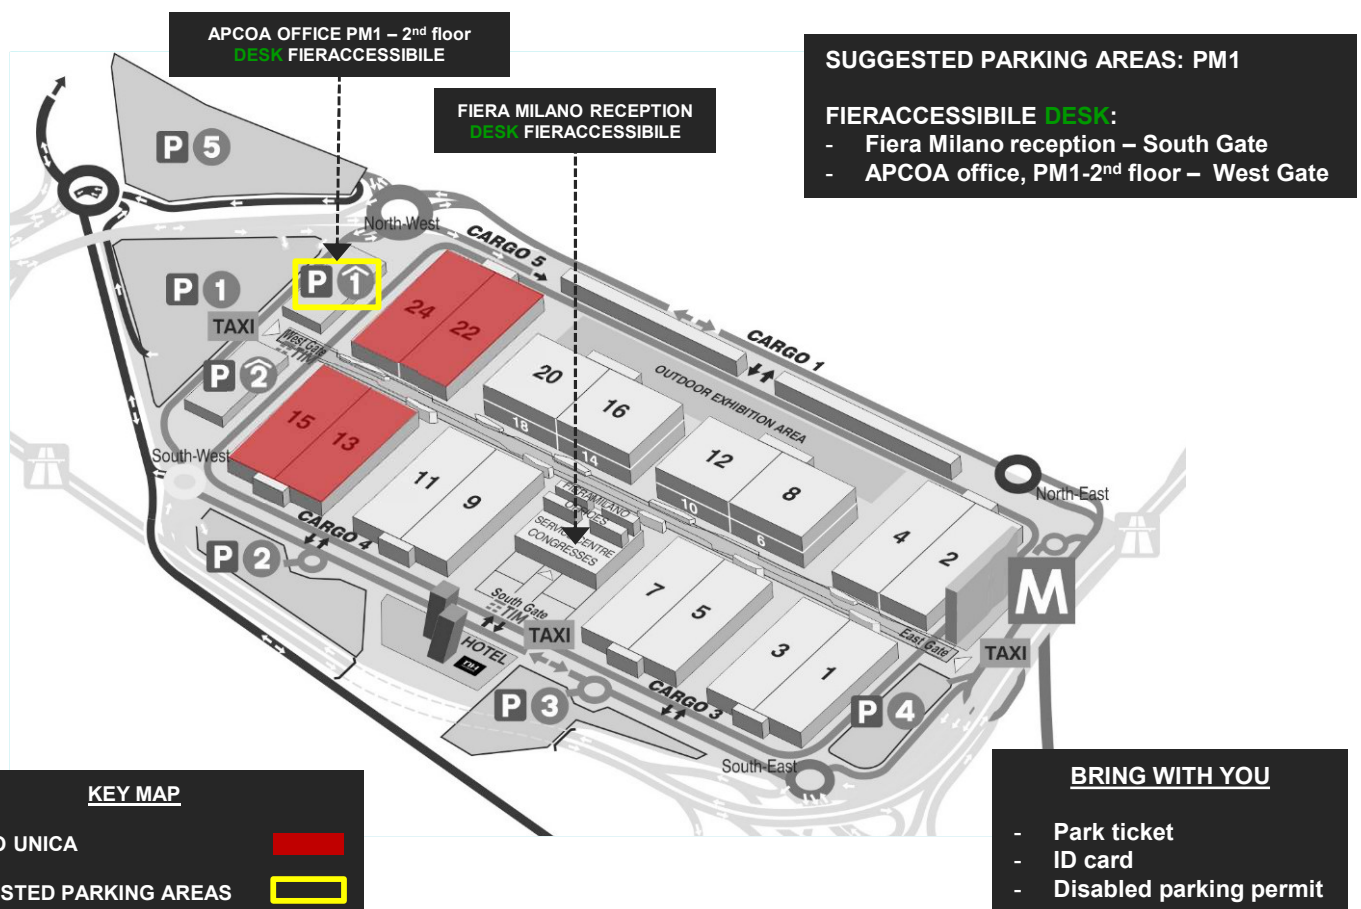 APCOA OFFICE PM1 – 2nd floor
DESK FIERACCESSIBILE
FIERA MILANO RECEPTION
DESK FIERACCESSIBILE
SUGGESTED PARKING AREAS: PM1
FIERACCESSIBILE DESK:
- Fiera Milano reception – South Gate
- APCOA office, PM1-2nd floor – West Gate
P 5
North-West
CARGO 5
P 1
P 1
TAXI
West Gate
TIM
P 2
24
22
CARGO 1
OUTDOOR EXHIBITION AREA
20
16
18
14
15
13
South-West
12
8
10
6
11
9
FIERAMILANO
OFFICES
SERVICE CENTRE
CONGRESSES
North-East
4
2
M
CARGO 4
P 2
South Gate
TIM
TAXI
7
5
HOTEL
nH
East Gate
TAXI
3
1
P 3
CARGO 3
P 4
South-East
KEY MAP
O UNICA
STED PARKING AREAS
BRING WITH YOU
- Park ticket
- ID card
- Disabled parking permit